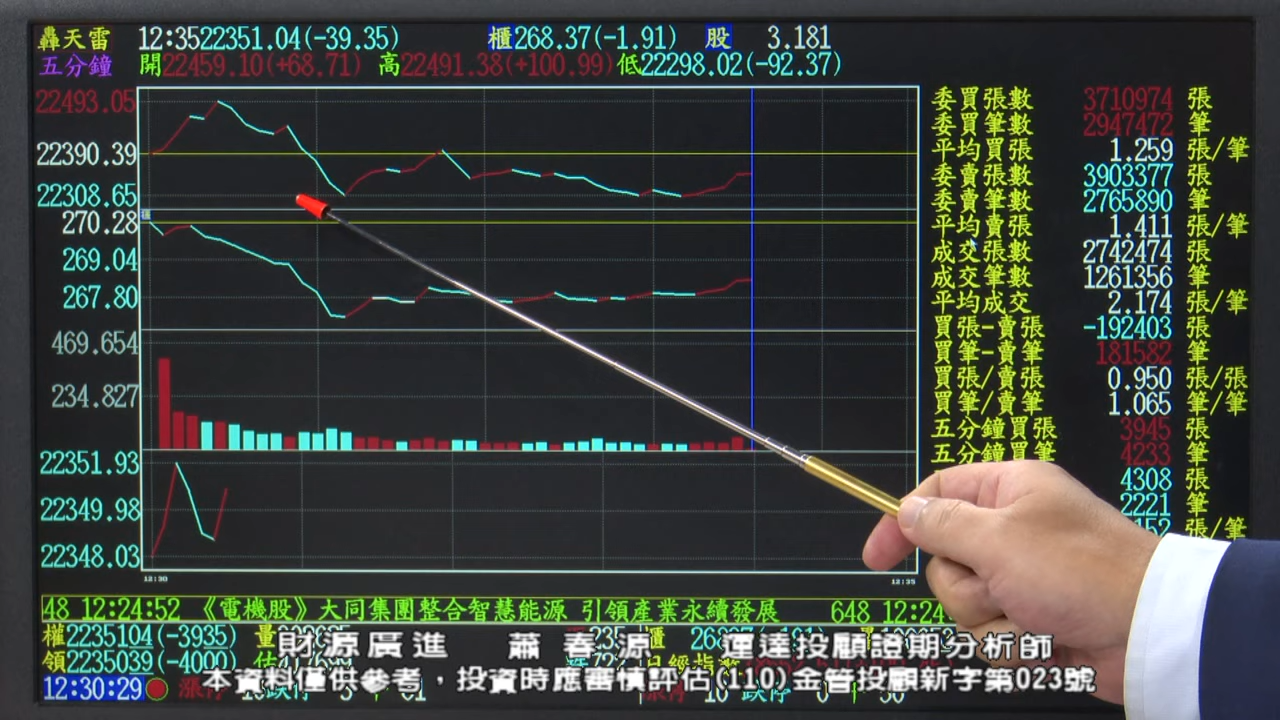 轟天雷 12:35 22351.04(-39.35) 櫃268.37(-1.91) 股 3.181
五分鐘 開22459.10(+68.71) 高22491.38(+100.99) 低22298.02(-92.37)
22493.05
22390.39
22308.65
270.28
269.04
267.80
469.654
234.827
22351.93
22349.98
22348.03
12:30 12:35
委買張數 3710974 張
委買筆數 2947472 筆
平均買張 1.259 張/筆
委賣張數 3903377 張
委賣筆數 2765890 筆
平均賣張 1.411 張/筆
成交張數 2742474 張
成交筆數 1261356 筆
平均成交 2.174 張/筆
買張-賣張 -192403 張
買筆-賣筆 181582 筆
買張/賣張 0.950 張/張
買筆/賣筆 1.065 筆/筆
五分鐘買張 3945 張
五分鐘買筆 4233 筆
4308 張
2221 筆
張/筆
48 12:24:52 《電機股》大同集團整合智慧能源 引領產業永續發展 648 12:24
權2235104(-3935) 量
領2235039(-4000) 估
12:30:29
財源廣進 蕭春源 運達投顧證期分析師
本資料僅供參考，投資時應審慎評估(110)金管投顧新字第023號